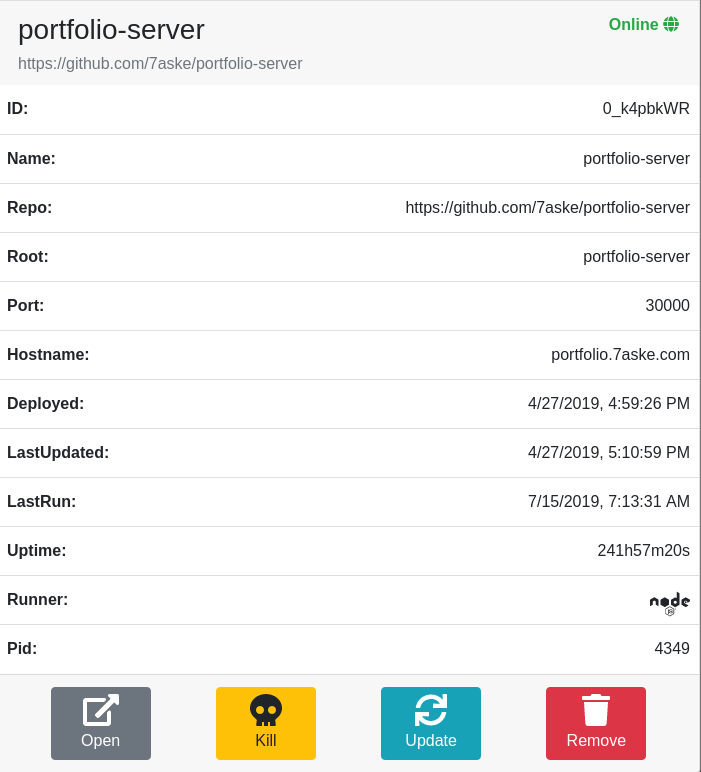 portfolio-server
Online
https://github.com/7aske/portfolio-server
ID: 0_k4pbkWR
Name: portfolio-server
Repo: https://github.com/7aske/portfolio-server
Root: portfolio-server
Port: 30000
Hostname: portfolio.7aske.com
Deployed: 4/27/2019, 4:59:26 PM
LastUpdated: 4/27/2019, 5:10:59 PM
LastRun: 7/15/2019, 7:13:31 AM
Uptime: 241h57m20s
Runner: node
JS
Pid: 4349
Open Kill Update Remove